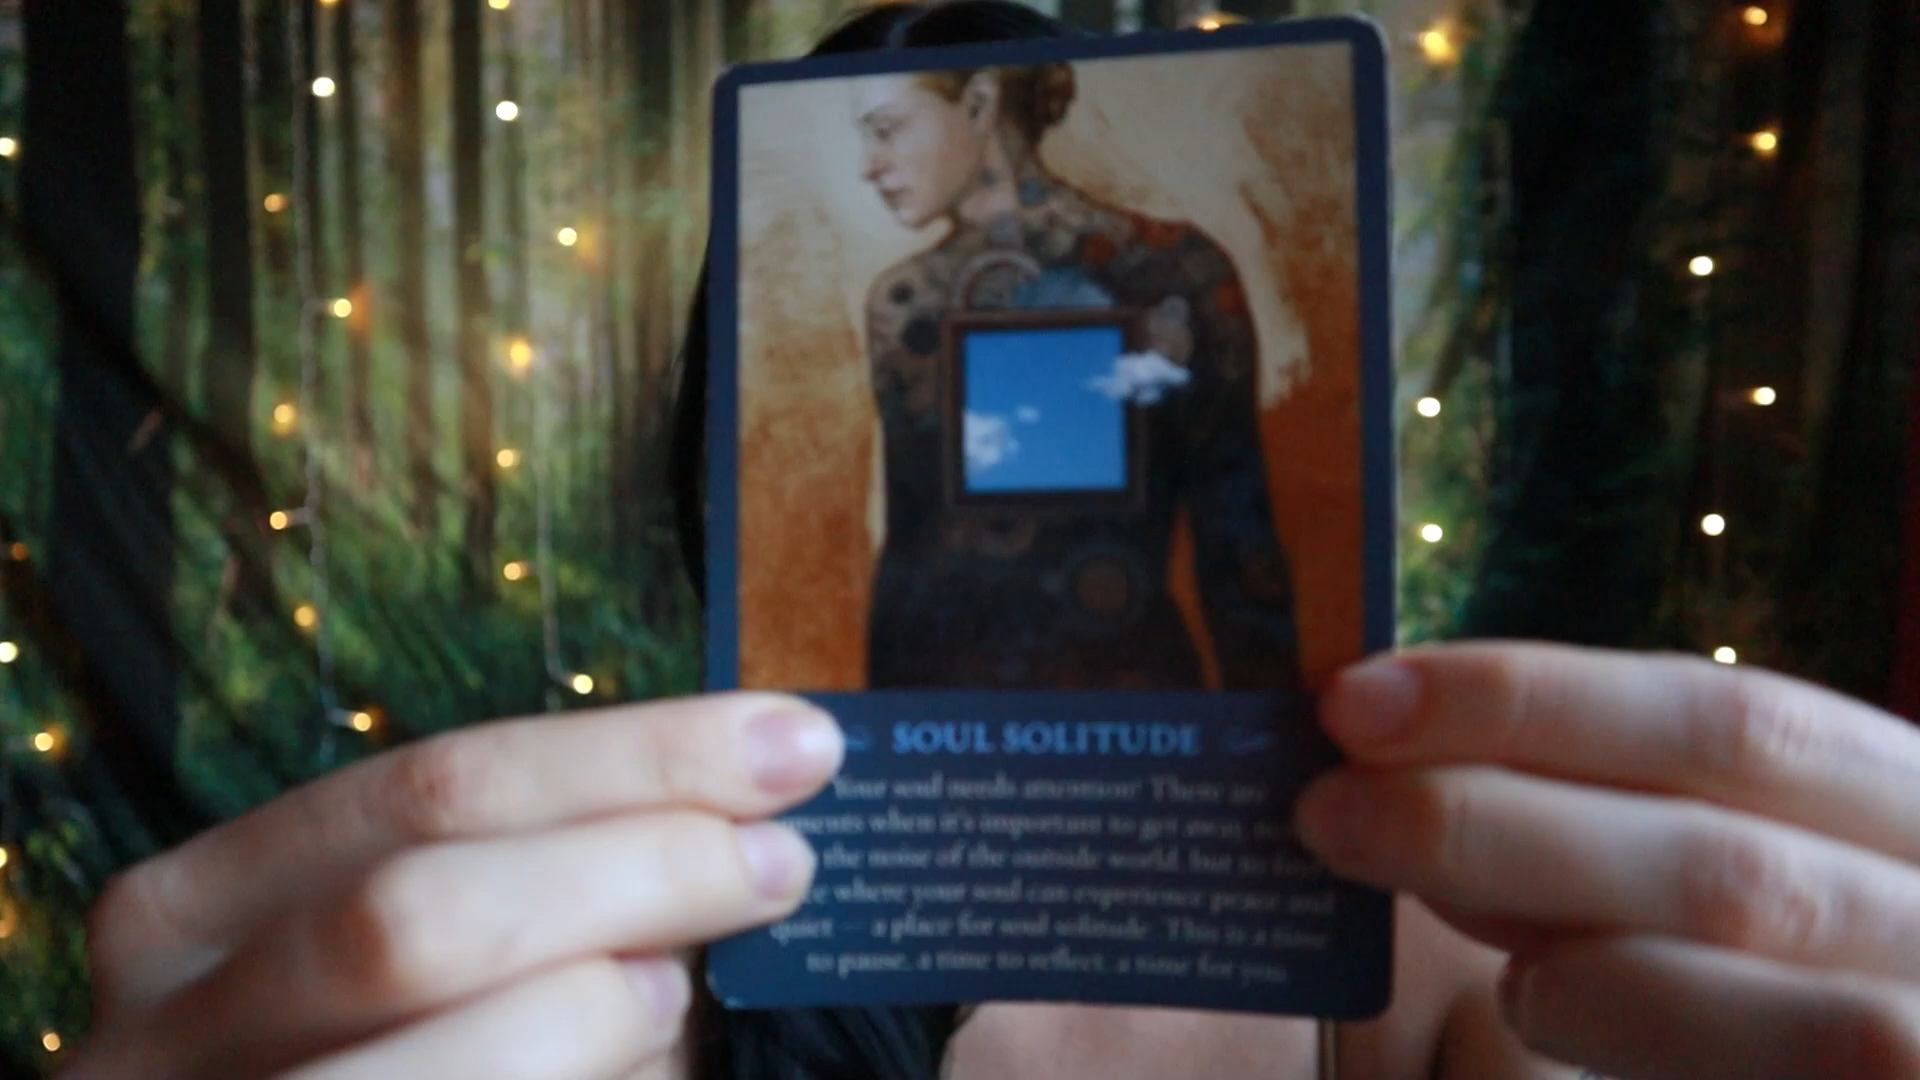 SOUL SOLITUDE
Your soul needs attention! There are
when it's important to get away,
the noise of the outside world, but to
where your soul can experience peace and
quiet — a place for soul solitude. This is a time
to pause, a time to reflect, a time for you.